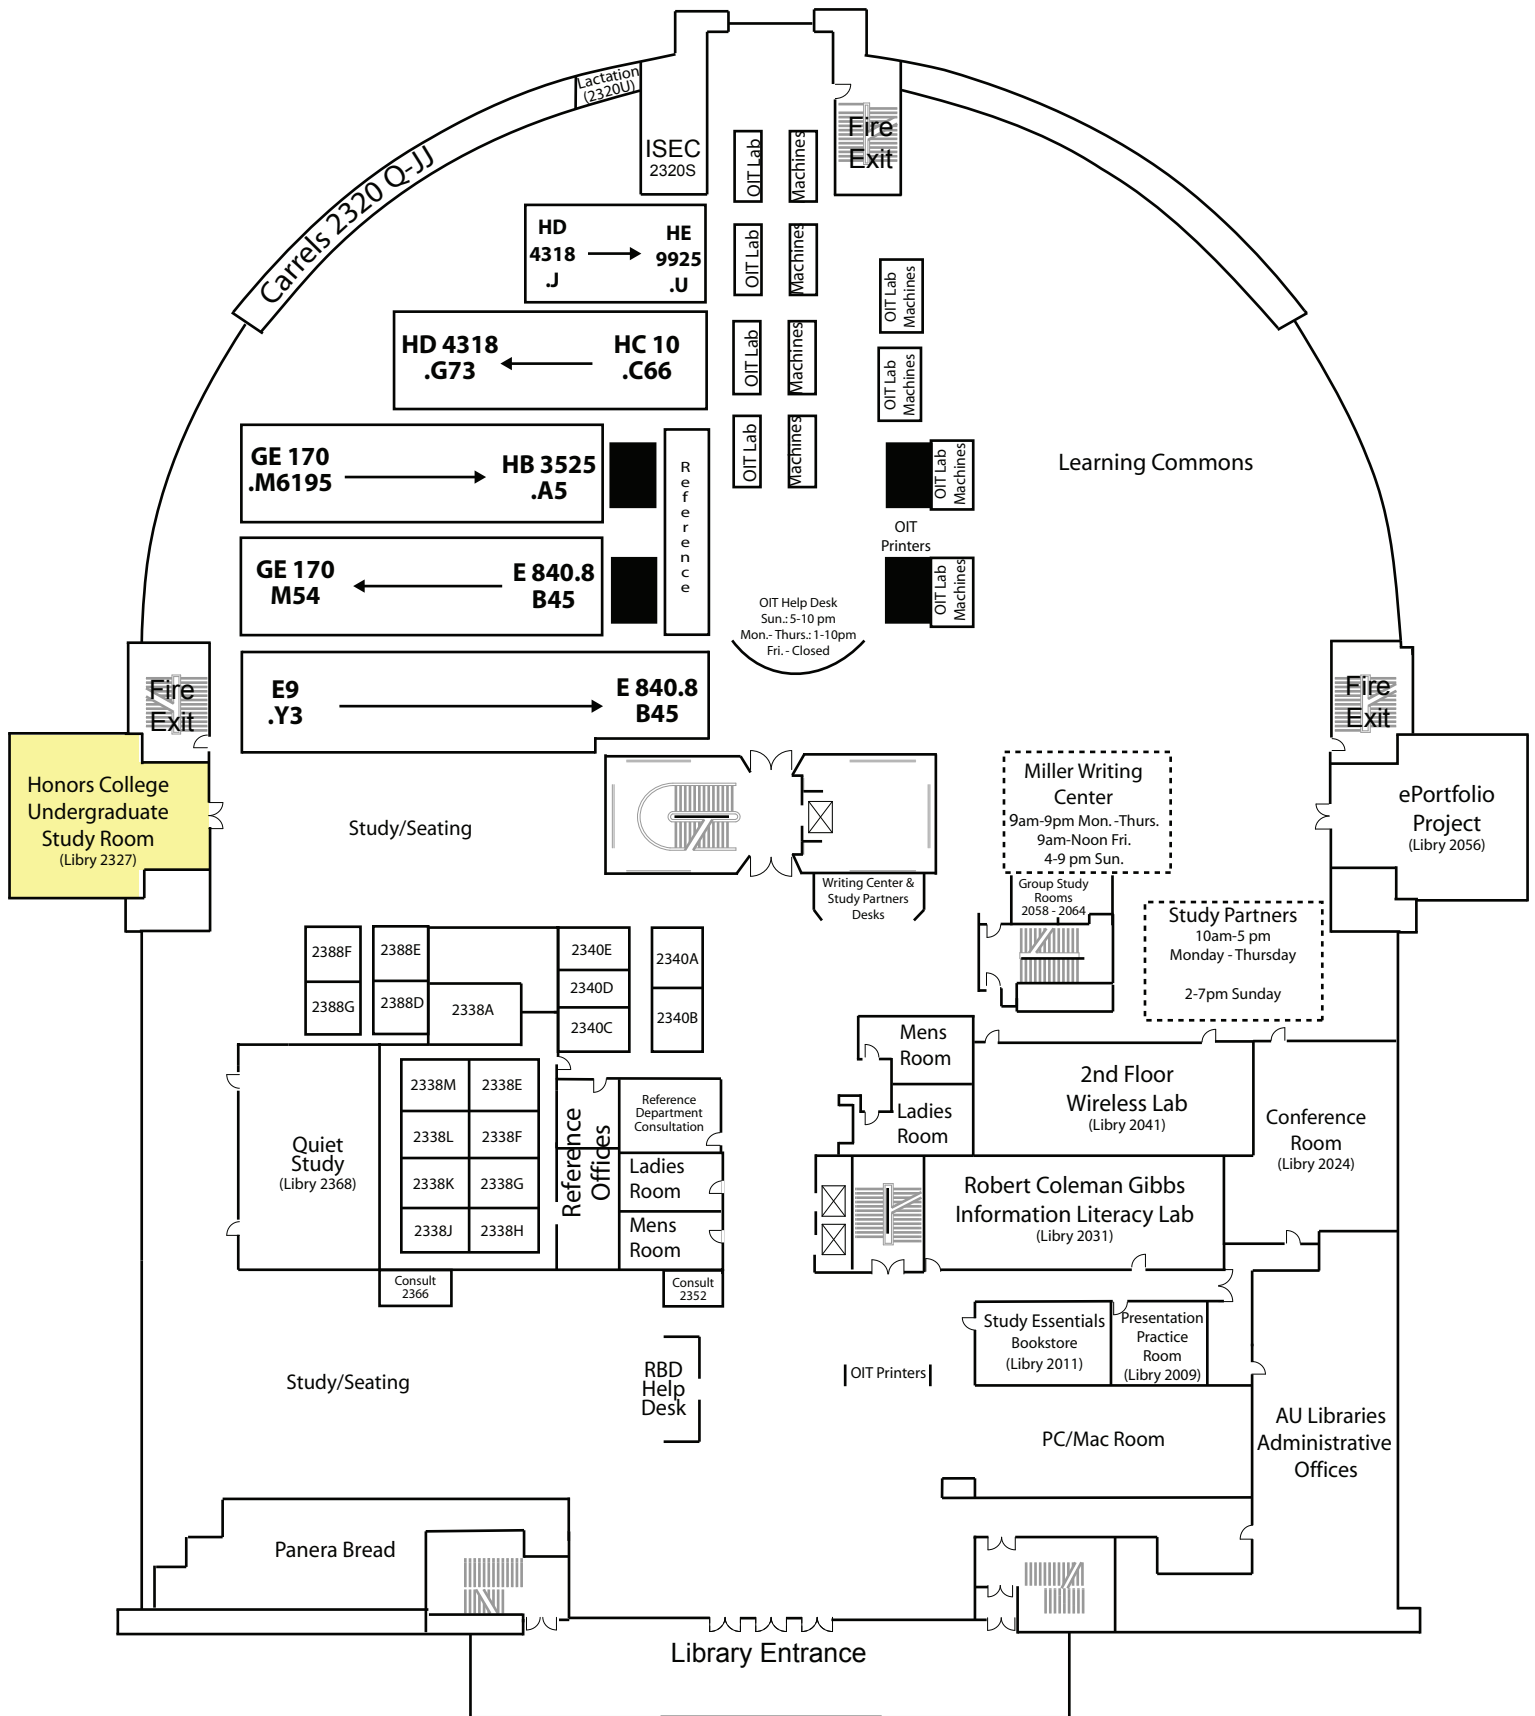 Lactation
(2320U)
Carrels 2320 Q-JJ
ISEC
2320S
Fire
Exit
OIT Lab
Machines
OIT Lab
Machines
OIT Lab
Machines
OIT Lab
Machines
OIT Lab
Machines
OIT Lab
Machines
HD
4318
.J
HE
9925
.U
HD 4318
.G73
HC 10
.C66
GE 170
.M6195
HB 3525
.A5
Reference
OIT Lab
Machines
Learning Commons
OIT
Printers
GE 170
M54
E 840.8
B45
OIT Lab
Machines
OIT Help Desk
Sun.: 5-10 pm
Mon.- Thurs.: 1-10pm
Fri. - Closed
E9
.Y3
E 840.8
B45
Fire
Exit
Fire
Exit
Honors College
Undergraduate
Study Room
(Libry 2327)
Study/Seating
Miller Writing
Center
9am-9pm Mon. -Thurs.
9am-Noon Fri.
4-9 pm Sun.
ePortfolio
Project
(Libry 2056)
Writing Center &
Study Partners
Desks
Group Study
Rooms
2058 - 2064
Study Partners
10am-5 pm
Monday - Thursday
2-7pm Sunday
2388F
2388E
2340E
2340A
2388G
2388D
2338A
2340D
2340C
2340B
Mens
Room
Ladies
Room
2nd Floor
Wireless Lab
(Libry 2041)
Conference
Room
(Libry 2024)
Quiet
Study
(Libry 2368)
2338M
2338E
2338L
2338F
2338K
2338G
2338J
2338H
Reference
Offices
Reference
Department
Consultation
Ladies
Room
Mens
Room
Robert Coleman Gibbs
Information Literacy Lab
(Libry 2031)
Consult
2366
Consult
2352
Study Essentials
Bookstore
(Libry 2011)
Presentation
Practice
Room
(Libry 2009)
Study/Seating
RBD
Help
Desk
OIT Printers
PC/Mac Room
AU Libraries
Administrative
Offices
Panera Bread
Library Entrance